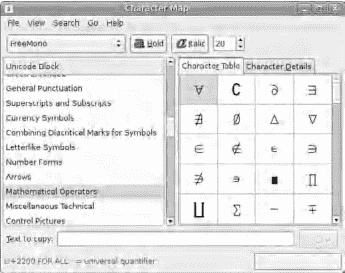 Character Map
File View Search Go Help
FreeMono Bold Italic 20
Unicode Block
Character Table Character Details
General Punctuation
Superscripts and Subscripts
Currency Symbols
Combining Diacritical Marks for Symbols
Letterlike Symbols
Number Forms
Arrows
Mathematical Operators
Miscellaneous Technical
Control Pictures
∀ ∁ ∂ ∃
∄ ∅ ∆ ∇
∈ ∉ ∊ ∋
∌ ∍ ∎ ∏
∐ ∑ − ∓
Text to copy:
U+2200 FOR ALL = universal quantifier